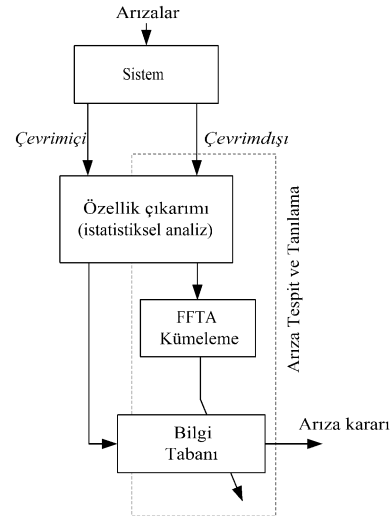 Arızalar
Sistem
Çevrimiçi
Çevrimdışı
Özellik çıkarımı
(istatistiksel analiz)
FFTA
Kümeleme
Arıza Tespit ve Tanılama
Bilgi
Tabanı
Arıza kararı